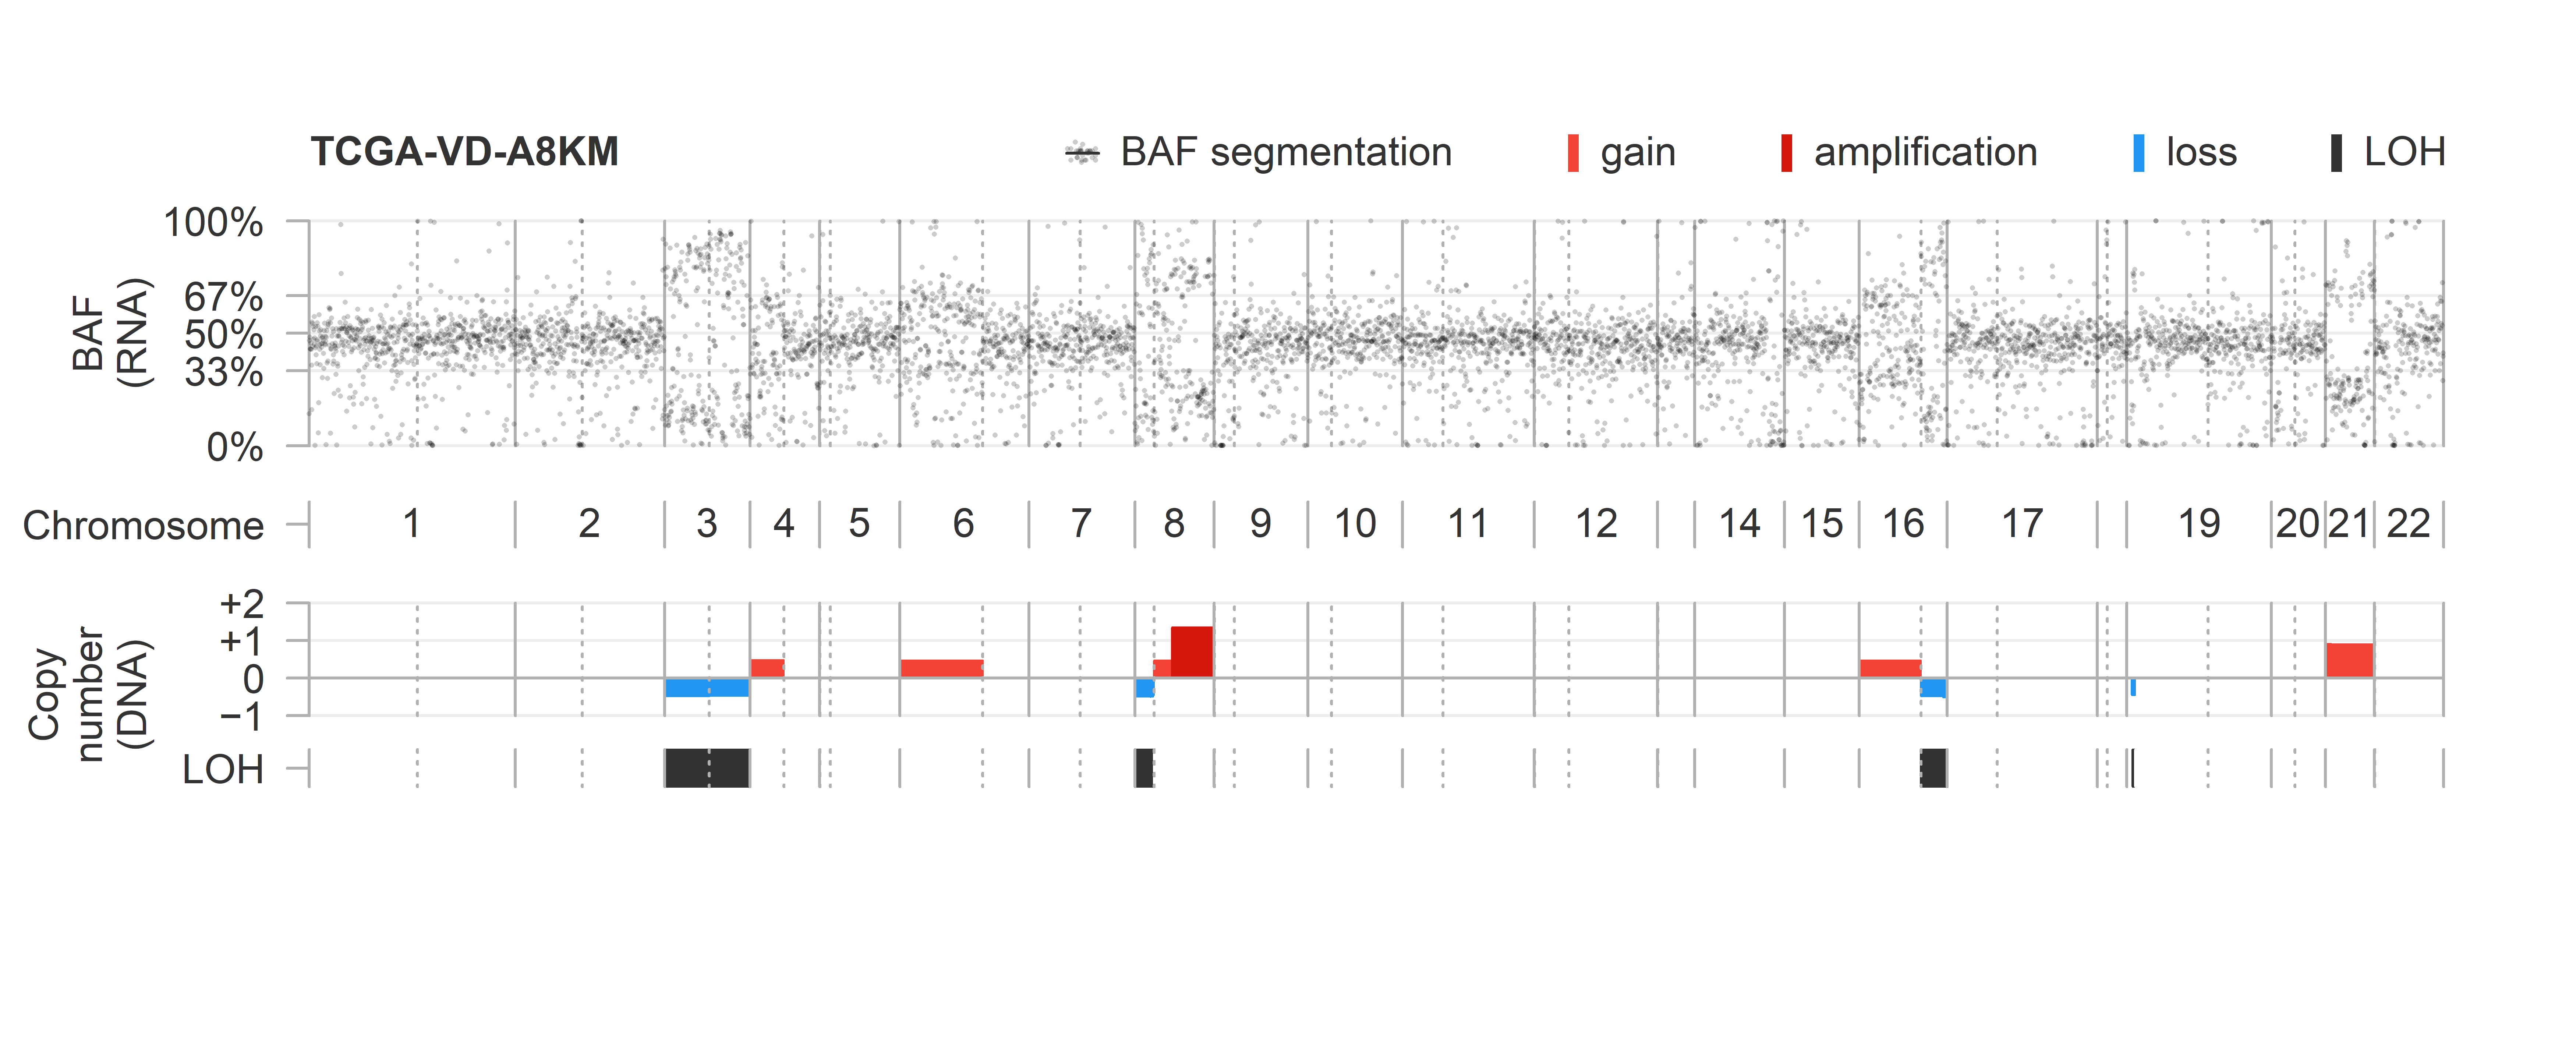 TCGA-VD-A8KM
BAF segmentation
gain
amplification
loss
LOH
BAF
(RNA)
100%
67%
50%
33%
0%
Chromosome
1 2 3 4 5 6 7 8 9 10 11 12 14 15 16 17 19 20 21 22
Copy
number
(DNA)
+2
+1
0
−1
LOH